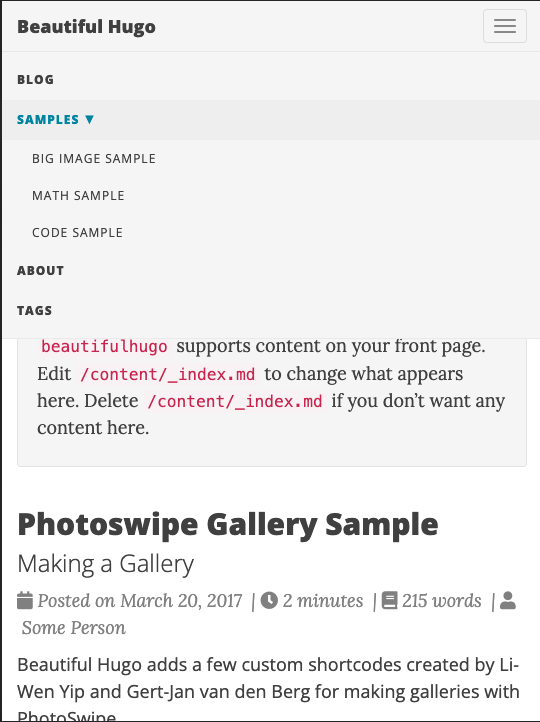 Beautiful Hugo
BLOG
SAMPLES ▼
BIG IMAGE SAMPLE
MATH SAMPLE
CODE SAMPLE
ABOUT
TAGS
beautifulhugo supports content on your front page.
Edit /content/_index.md to change what appears
here. Delete /content/_index.md if you don’t want any
content here.
Photoswipe Gallery Sample
Making a Gallery
Posted on March 20, 2017 | 2 minutes | 215 words |
Some Person
Beautiful Hugo adds a few custom shortcodes created by Li-
Wen Yip and Gert-Jan van den Berg for making galleries with
PhotoSwipe